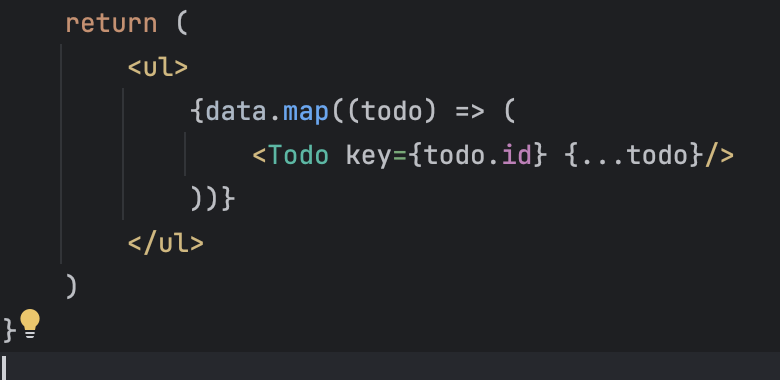 return (
<ul>
{data.map((todo) => (
<Todo key={todo.id} {...todo}/>
))}
</ul>
)
}